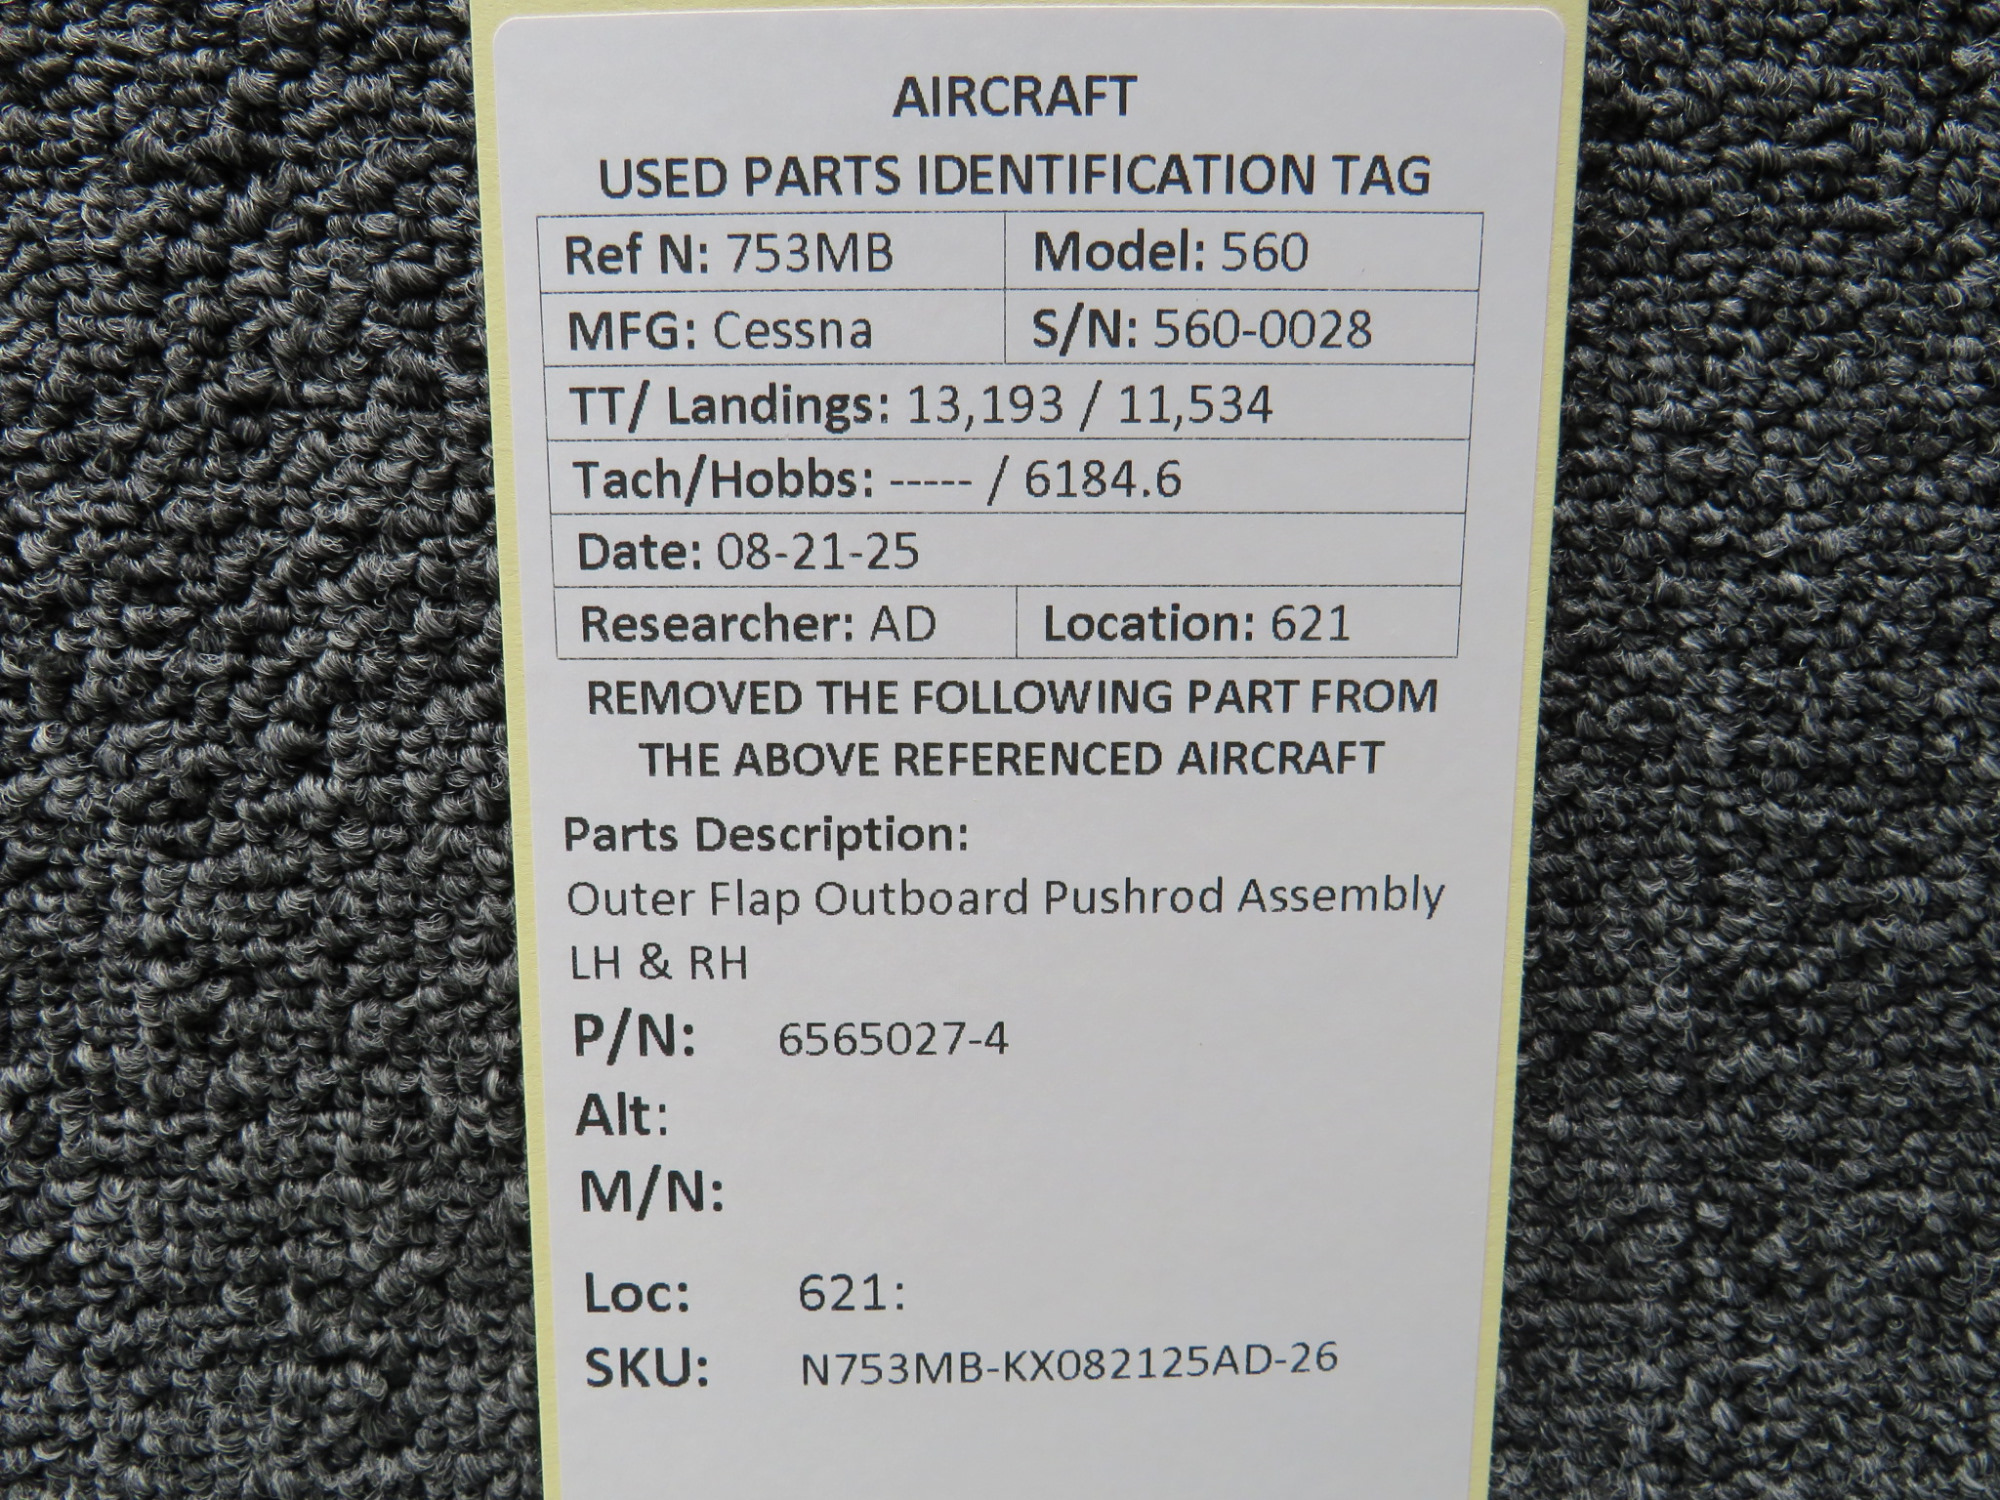 AIRCRAFT
USED PARTS IDENTIFICATION TAG
Ref N: 753MB Model: 560
MFG: Cessna S/N: 560-0028
TT/ Landings: 13,193 / 11,534
Tach/Hobbs: ----- / 6184.6
Date: 08-21-25
Researcher: AD Location: 621
REMOVED THE FOLLOWING PART FROM
THE ABOVE REFERENCED AIRCRAFT
Parts Description:
Outer Flap Outboard Pushrod Assembly
LH & RH
P/N: 6565027-4
Alt:
M/N:
Loc: 621:
SKU: N753MB-KX082125AD-26